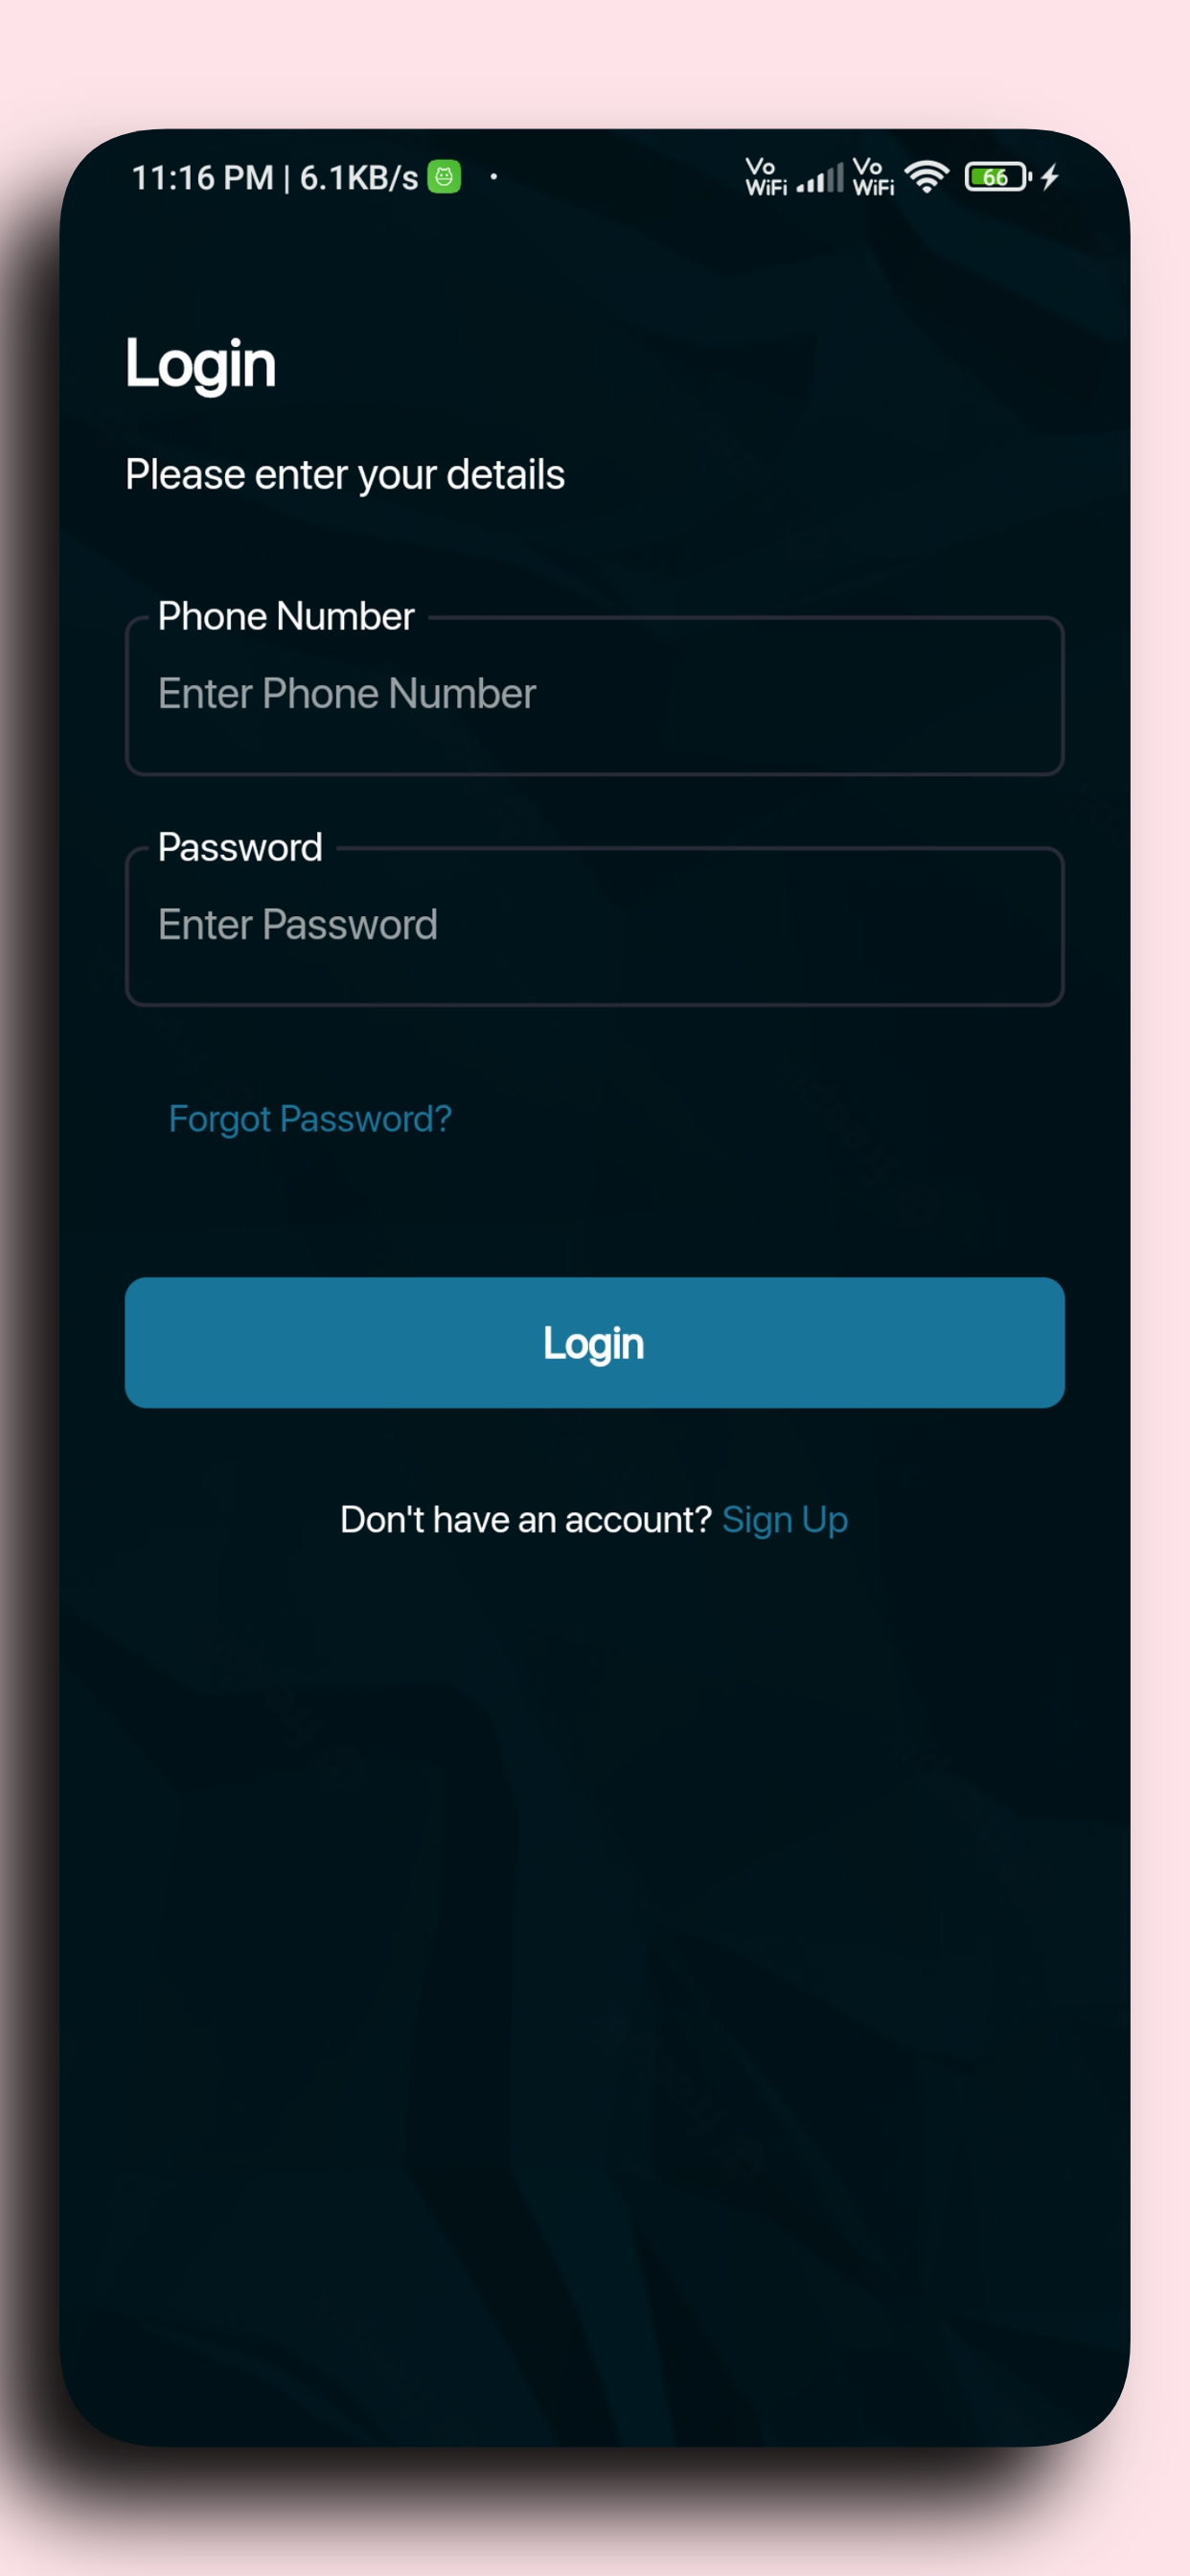 11:16 PM | 6.1KB/s
Vo WiFi Vo WiFi 66
Login
Please enter your details
Phone Number
Enter Phone Number
Password
Enter Password
Forgot Password?
Login
Don't have an account? Sign Up